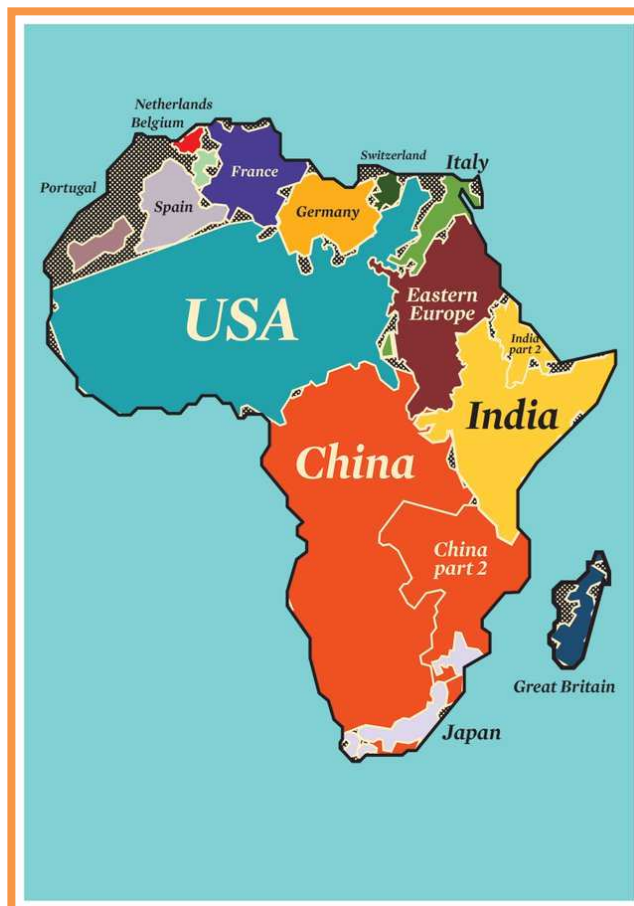 Netherlands
Belgium
Switzerland
Italy
France
Portugal
Spain
Germany
Eastern
Europe
USA
India
part 2
India
China
China
part 2
Great Britain
Japan